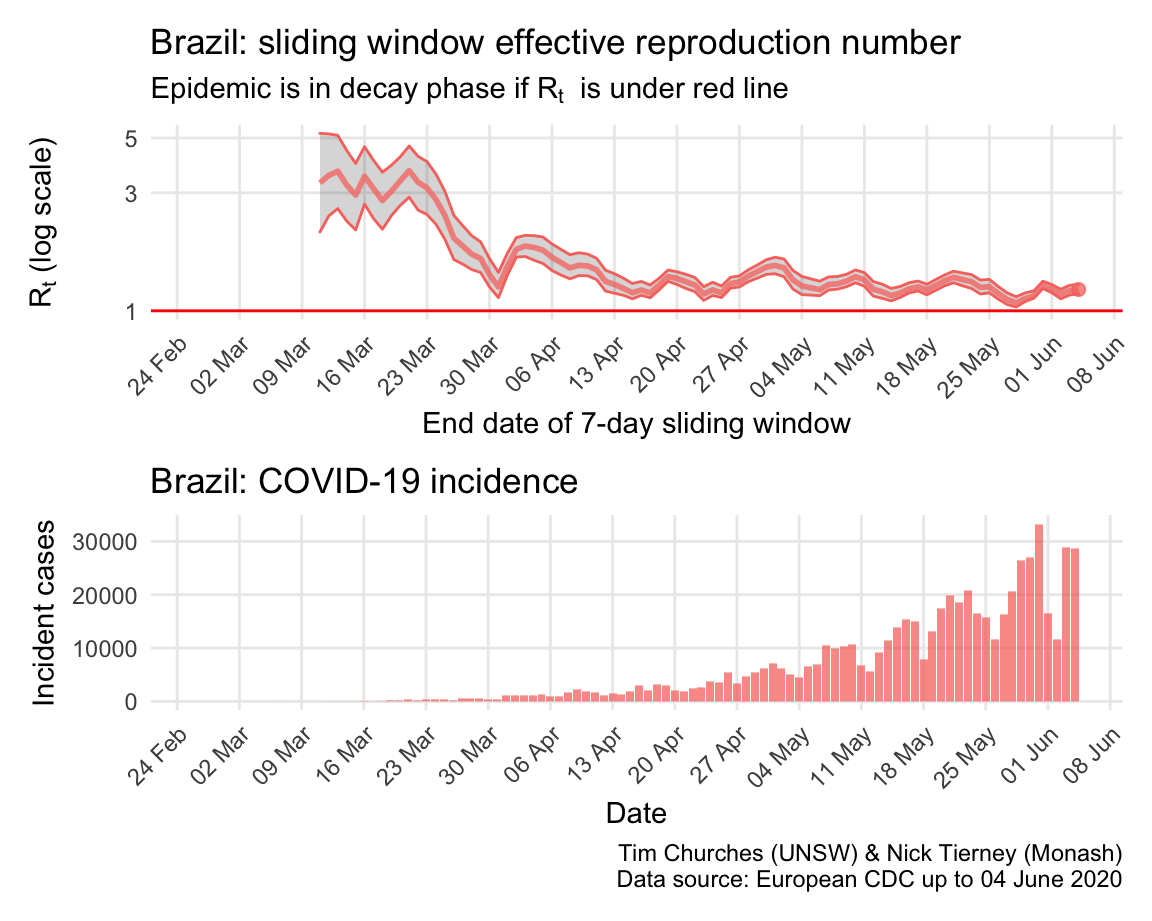 Brazil: sliding window effective reproduction number
Epidemic is in decay phase if Rt is under red line
Rt (log scale)
5
3
1
24 Feb
02 Mar
09 Mar
16 Mar
23 Mar
30 Mar
06 Apr
13 Apr
20 Apr
27 Apr
04 May
11 May
18 May
25 May
01 Jun
08 Jun
End date of 7-day sliding window
Brazil: COVID-19 incidence
Incident cases
30000
20000
10000
0
24 Feb
02 Mar
09 Mar
16 Mar
23 Mar
30 Mar
06 Apr
13 Apr
20 Apr
27 Apr
04 May
11 May
18 May
25 May
01 Jun
08 Jun
Date
Tim Churches (UNSW) & Nick Tierney (Monash)
Data source: European CDC up to 04 June 2020